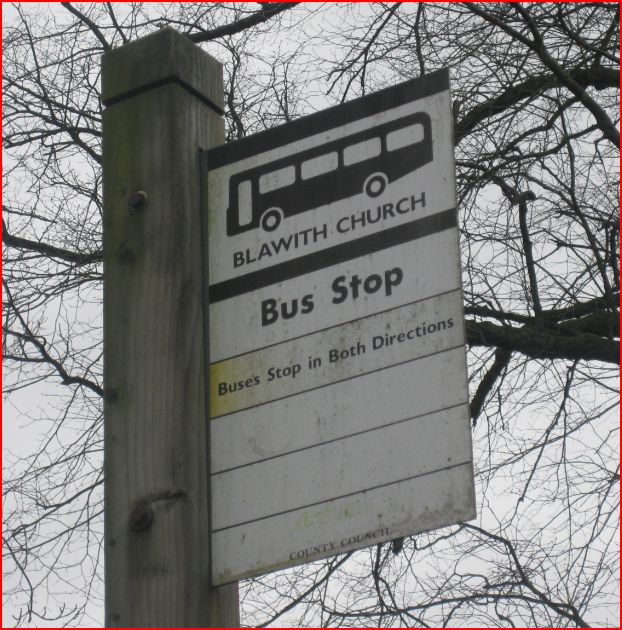 BLAWITH CHURCH
Bus Stop
Buses Stop in Both Directions
COUNTY COUNCIL